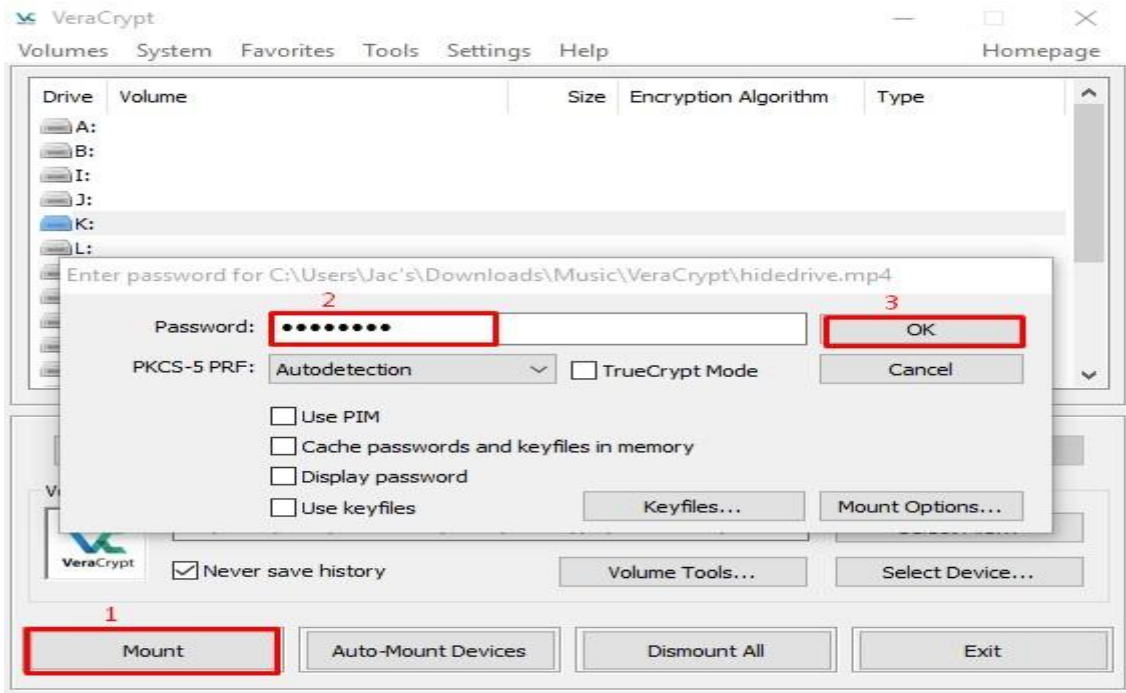 VeraCrypt
Volumes System Favorites Tools Settings Help Homepage
Drive Volume Size Encryption Algorithm Type
A:
B:
I:
J:
K:
L:
Enter password for C:\Users\Jac's\Downloads\Music\VeraCrypt\hidedrive.mp4
2
3
Password: ●●●●●●●● OK
PKCS-5 PRF: Autodetection TrueCrypt Mode Cancel
Use PIM
Cache passwords and keyfiles in memory
Display password
Use keyfiles Keyfiles... Mount Options...
VeraCrypt
Never save history Volume Tools... Select Device...
1
Mount Auto-Mount Devices Dismount All Exit